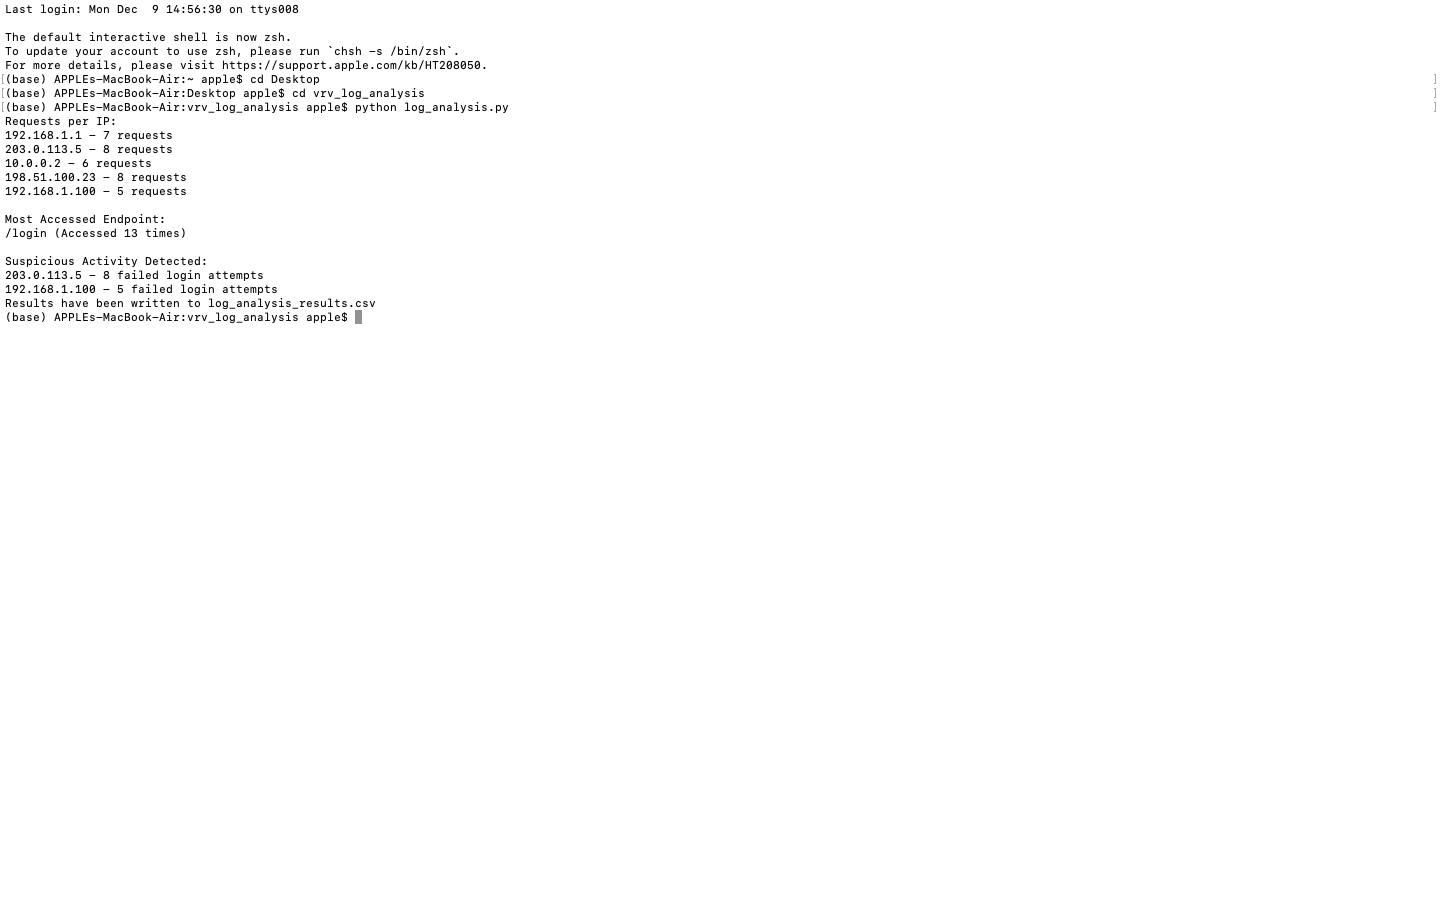 Last login: Mon Dec  9 14:56:30 on ttys008

The default interactive shell is now zsh.
To update your account to use zsh, please run `chsh -s /bin/zsh`.
For more details, please visit https://support.apple.com/kb/HT208050.
[(base) APPLEs-MacBook-Air:~ apple$ cd Desktop ]
[(base) APPLEs-MacBook-Air:Desktop apple$ cd vrv_log_analysis ]
[(base) APPLEs-MacBook-Air:vrv_log_analysis apple$ python log_analysis.py ]
Requests per IP:
192.168.1.1 - 7 requests
203.0.113.5 - 8 requests
10.0.0.2 - 6 requests
198.51.100.23 - 8 requests
192.168.1.100 - 5 requests

Most Accessed Endpoint:
/login (Accessed 13 times)

Suspicious Activity Detected:
203.0.113.5 - 8 failed login attempts
192.168.1.100 - 5 failed login attempts
Results have been written to log_analysis_results.csv
(base) APPLEs-MacBook-Air:vrv_log_analysis apple$